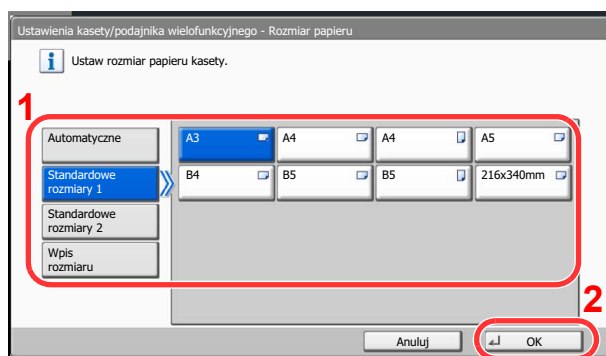 Ustawienia kasety/podajnika wielofunkcyjnego - Rozmiar papieru
i Ustaw rozmiar papieru kasety.
1
Automatyczne
A3 A4 A4 A5
Standardowe
rozmiary 1
B4 B5 B5 216x340mm
Standardowe
rozmiary 2
Wpis
rozmiaru
2
Anuluj OK